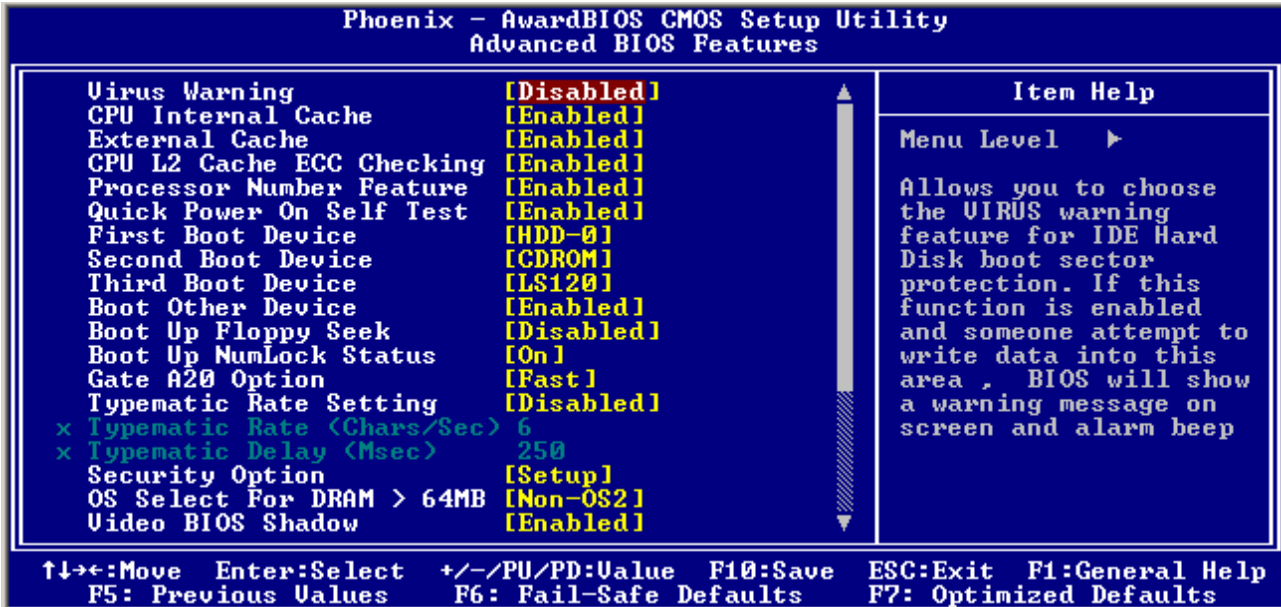 Phoenix - AwardBIOS CMOS Setup Utility
Advanced BIOS Features
Virus Warning [Disabled]
CPU Internal Cache [Enabled]
External Cache [Enabled]
CPU L2 Cache ECC Checking [Enabled]
Processor Number Feature [Enabled]
Quick Power On Self Test [Enabled]
First Boot Device [HDD-0]
Second Boot Device [CDROM]
Third Boot Device [LS120]
Boot Other Device [Enabled]
Boot Up Floppy Seek [Disabled]
Boot Up NumLock Status [On]
Gate A20 Option [Fast]
Typematic Rate Setting [Disabled]
x Typematic Rate (Chars/Sec) 6
x Typematic Delay (Msec) 250
Security Option [Setup]
OS Select For DRAM > 64MB [Non-OS2]
Video BIOS Shadow [Enabled]
Item Help
Menu Level ►
Allows you to choose
the VIRUS warning
feature for IDE Hard
Disk boot sector
protection. If this
function is enabled
and someone attempt to
write data into this
area , BIOS will show
a warning message on
screen and alarm beep
↑↓→←:Move Enter:Select +/-/PU/PD:Value F10:Save ESC:Exit F1:General Help
F5: Previous Values F6: Fail-Safe Defaults F7: Optimized Defaults